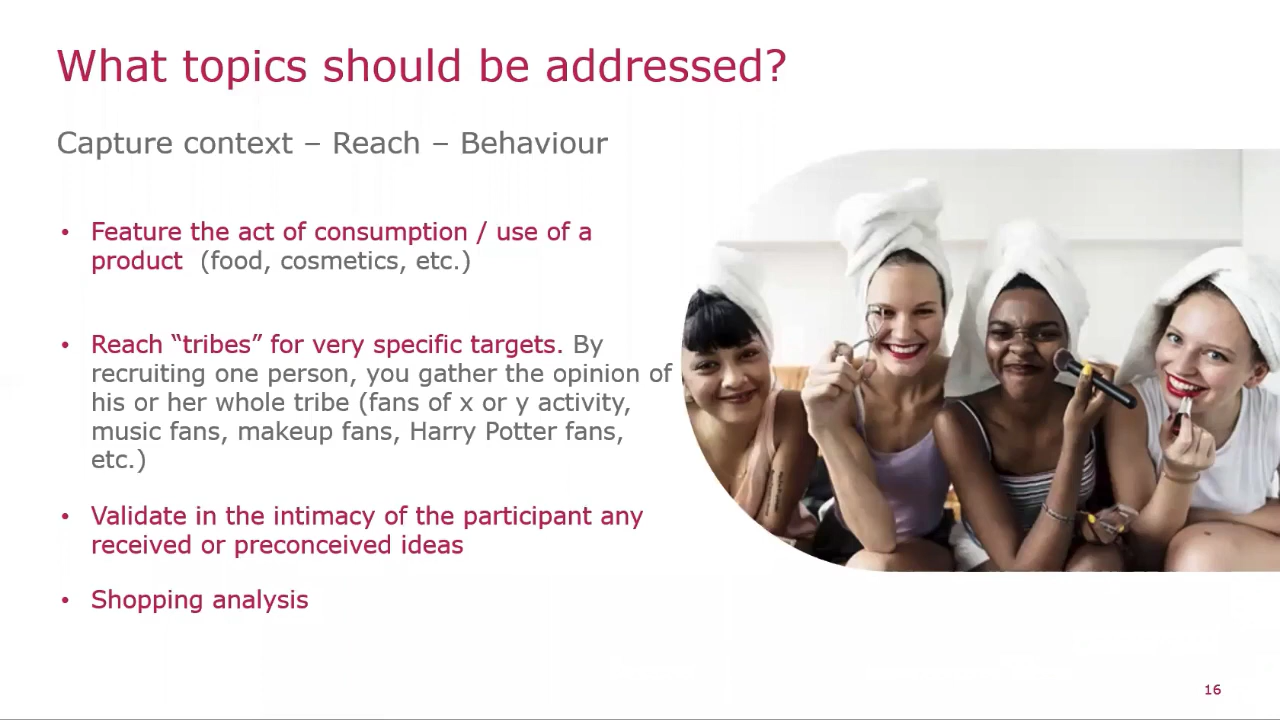 What topics should be addressed?
Capture context – Reach – Behaviour
• Feature the act of consumption / use of a
product (food, cosmetics, etc.)
• Reach “tribes” for very specific targets. By
recruiting one person, you gather the opinion of
his or her whole tribe (fans of x or y activity,
music fans, makeup fans, Harry Potter fans,
etc.)
• Validate in the intimacy of the participant any
received or preconceived ideas
• Shopping analysis
16